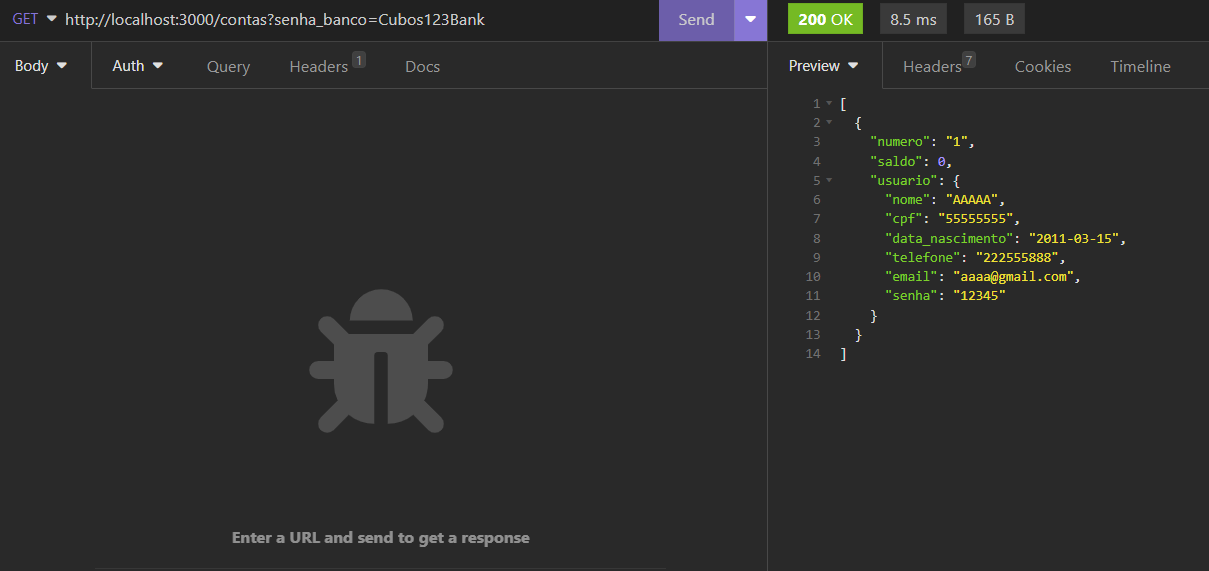 GET http://localhost:3000/contas?senha_banco=Cubos123Bank Send 200 OK 8.5 ms 165 B
Body Auth Query Headers 1 Docs Preview Headers 7 Cookies Timeline
1 [
2 {
3 "numero": "1",
4 "saldo": 0,
5 "usuario": {
6 "nome": "AAAAA",
7 "cpf": "55555555",
8 "data_nascimento": "2011-03-15",
9 "telefone": "222555888",
10 "email": "aaaa@gmail.com",
11 "senha": "12345"
12 }
13 }
14 ]
Enter a URL and send to get a response